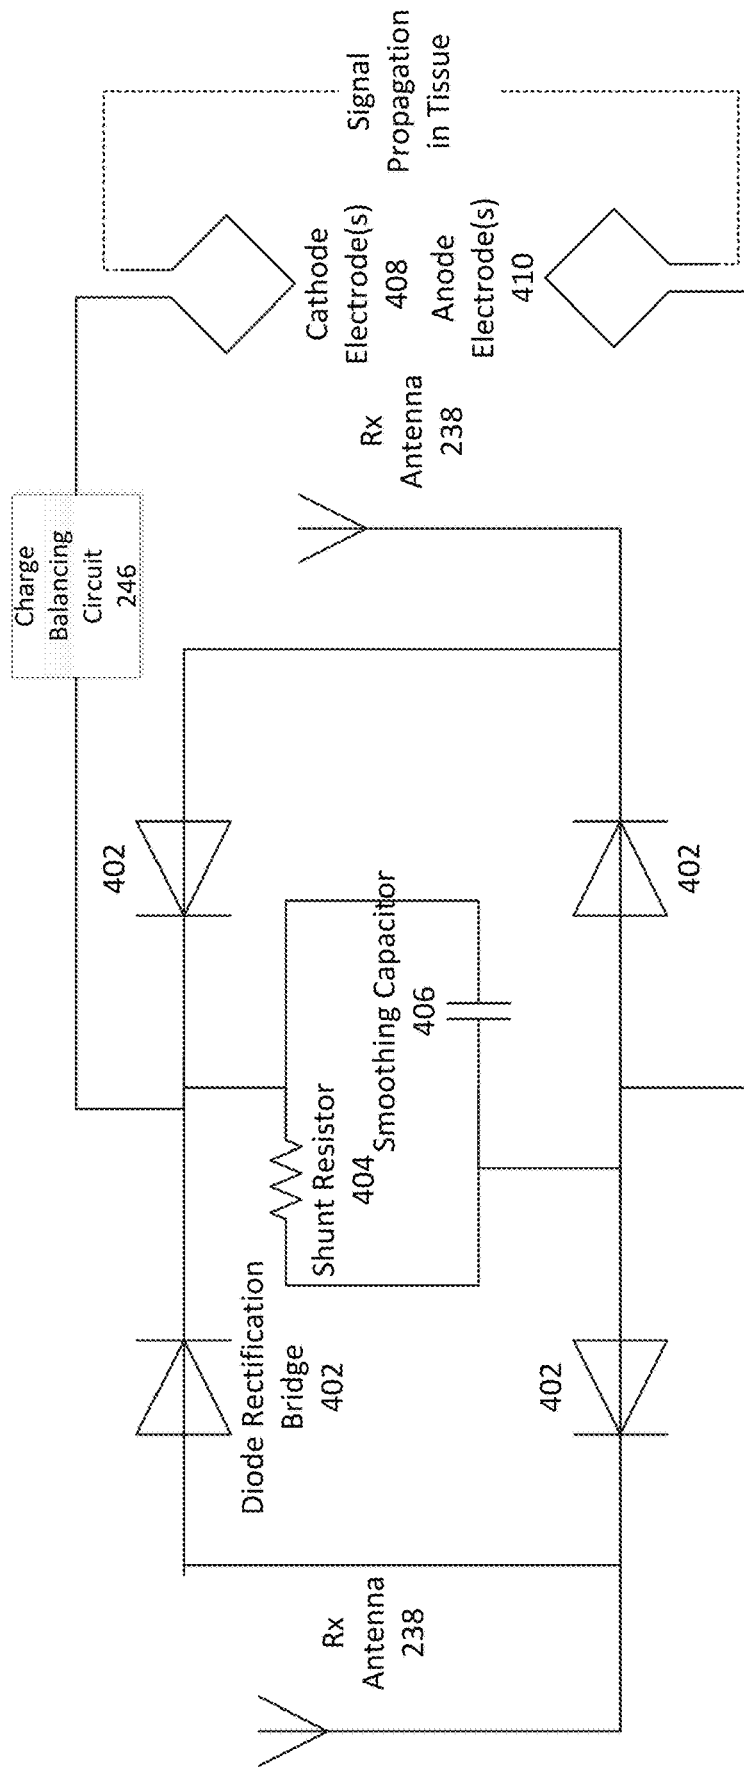 Charge
Balancing
Circuit
246
Signal
Propagation
in Tissue
Cathode
Electrode(s)
408
Anode
Electrode(s)
410
Rx
Antenna
238
402
402
Smoothing Capacitor
406
Shunt Resistor
404
Diode Rectification
Bridge
402
402
Rx
Antenna
238